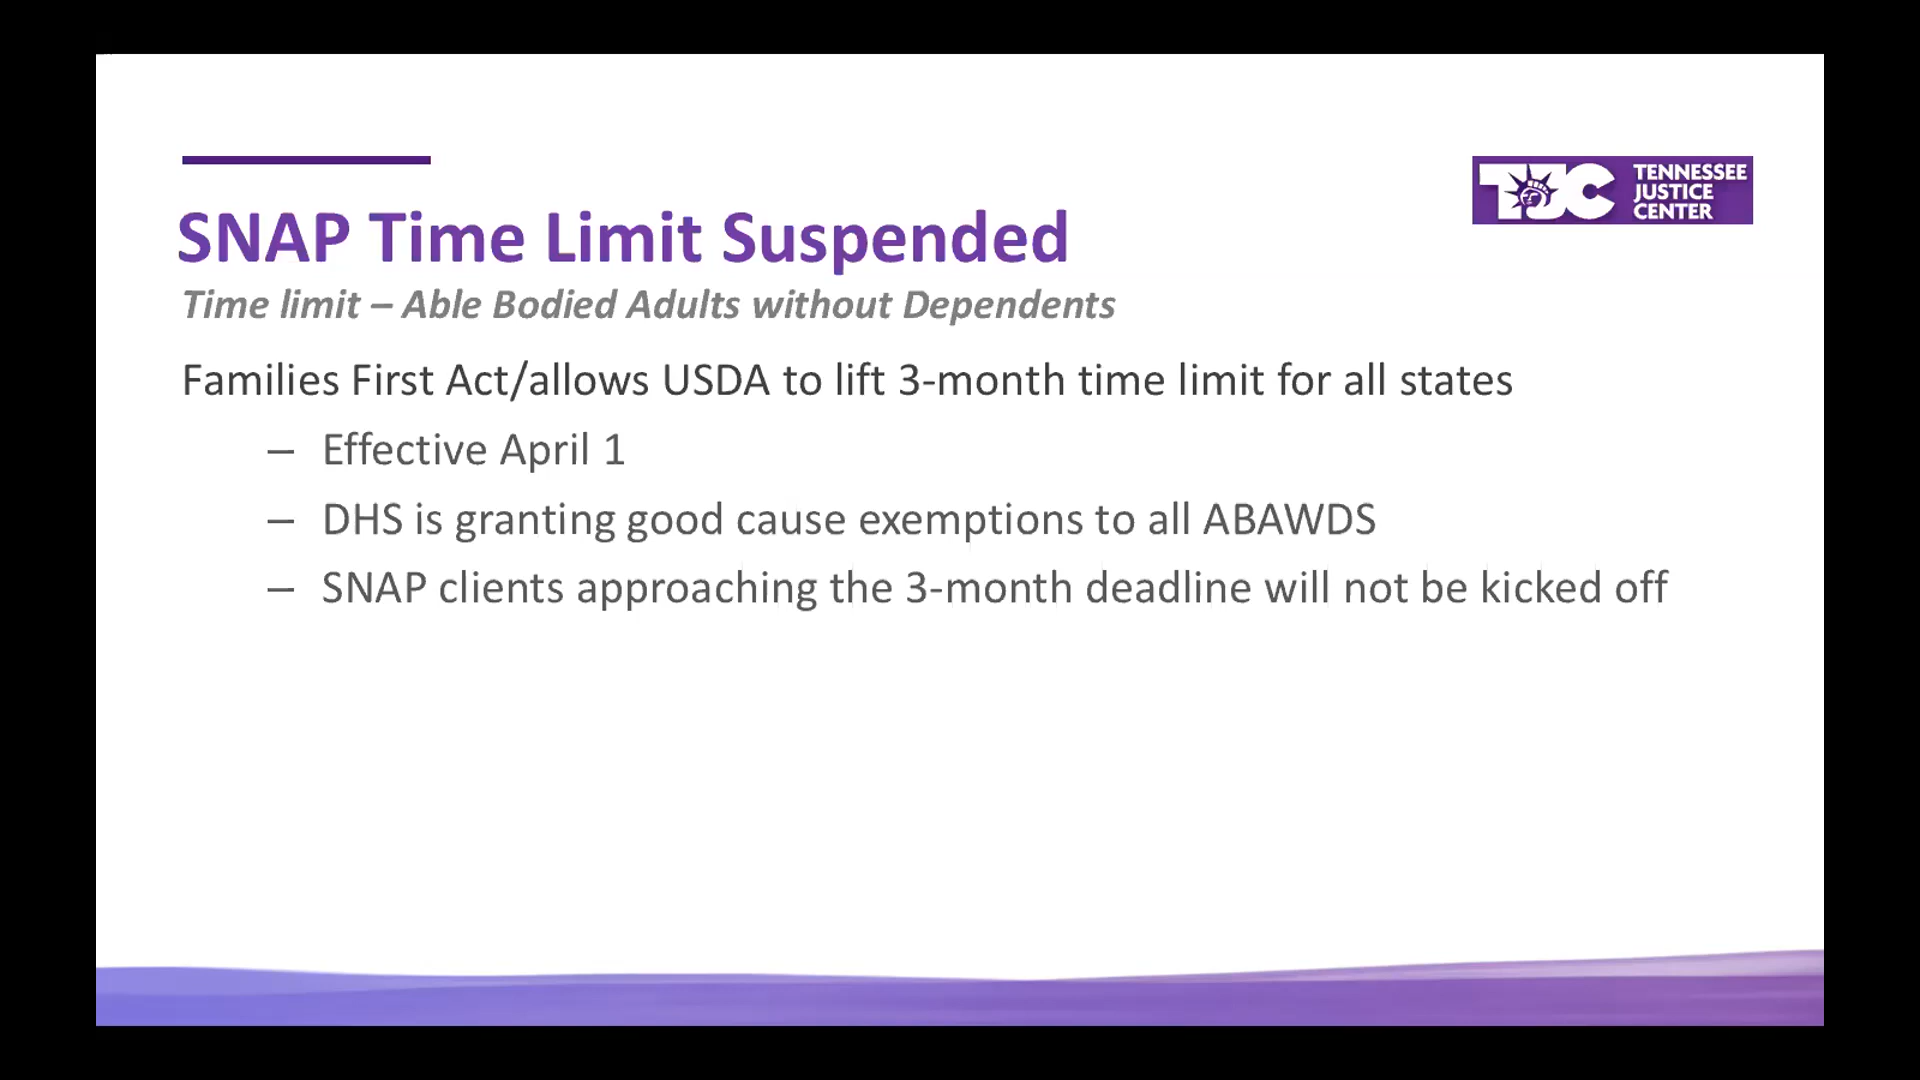 TJC TENNESSEE
JUSTICE
CENTER
SNAP Time Limit Suspended
Time limit – Able Bodied Adults without Dependents
Families First Act/allows USDA to lift 3-month time limit for all states
– Effective April 1
– DHS is granting good cause exemptions to all ABAWDS
– SNAP clients approaching the 3-month deadline will not be kicked off